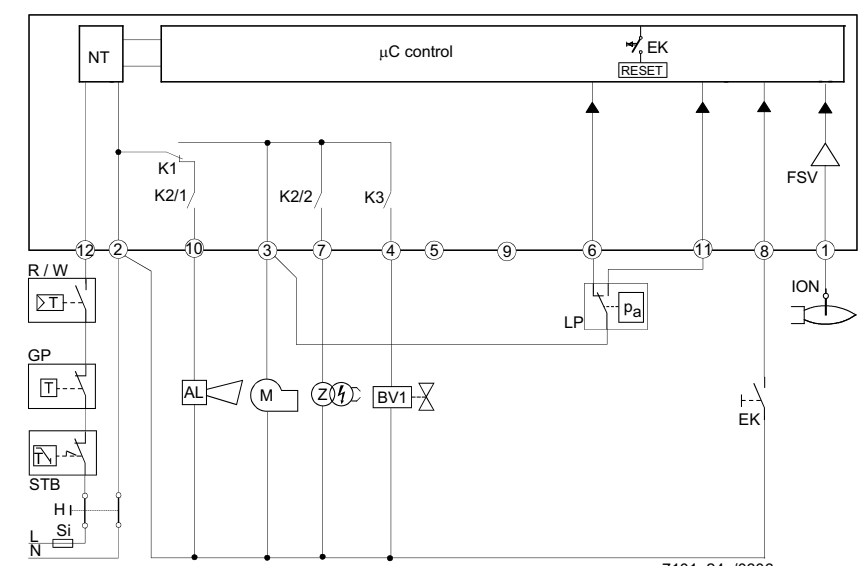 NT
µC control
EK
RESET
FSV
K1
K2/1
K2/2
K3
12
2
10
3
7
4
5
9
6
11
8
1
R / W
T
GP
T
STB
H
L
Si
N
AL
M
Z
BV1
LP
pa
ION
EK